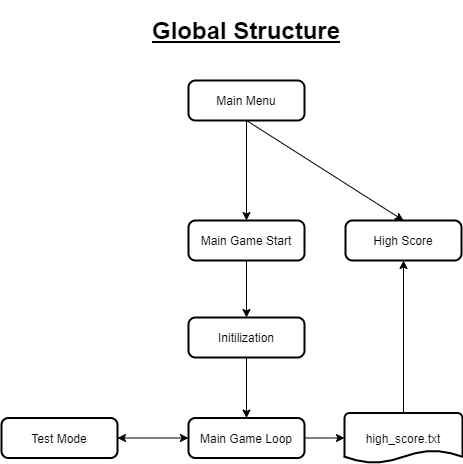 Global Structure
Main Menu
Main Game Start
High Score
Initilization
Test Mode
Main Game Loop
high_score.txt